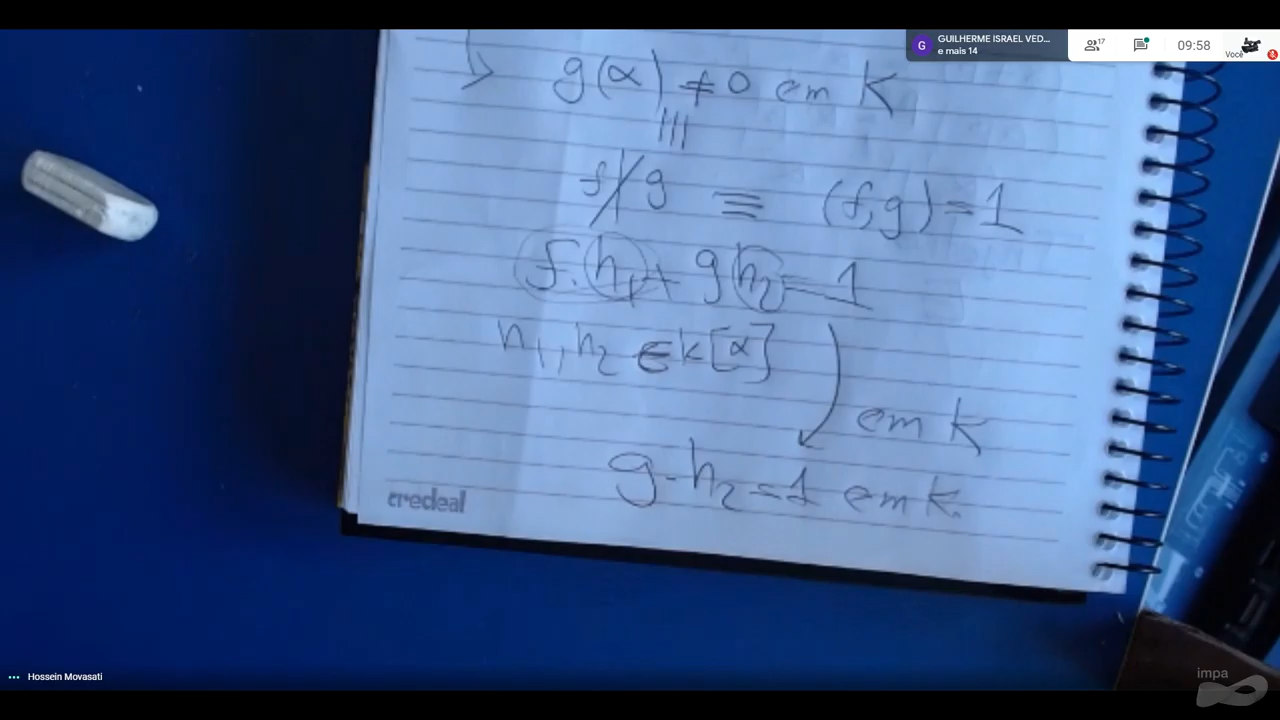 GUILHERME ISRAEL VED...
e mais 14
17
09:58
Você
g(α) ≠ 0 em k
|||
f ∤ g ≡ (f,g) = 1
f.h₁ + g h₂ = 1
h₁, h₂ ∈ k[α]
em k
g.h₂ = 1 em k.
credeal
Hossein Movasati
impa